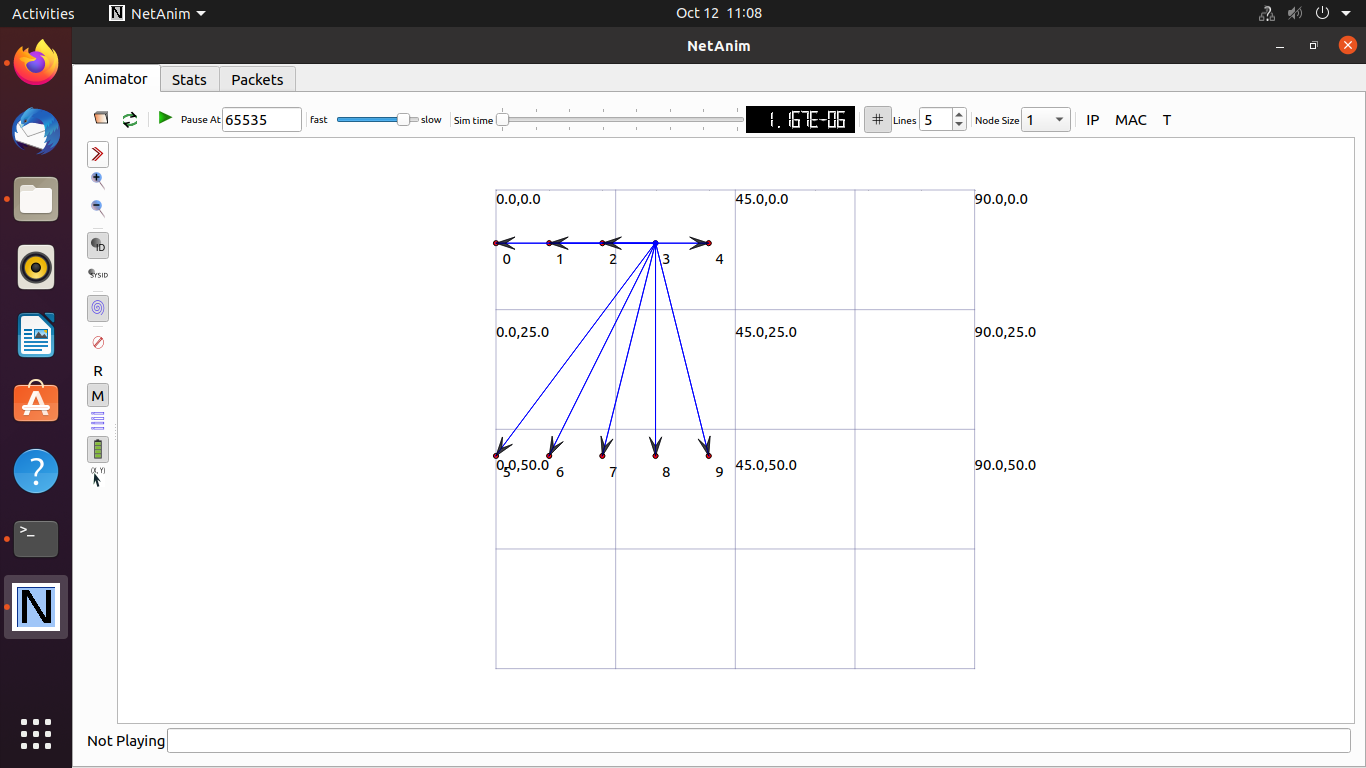 Activities NetAnim Oct 12 11:08
NetAnim
Animator Stats Packets
Pause At 65535 fast slow Sim time 1.167E-06 # Lines 5 Node Size 1 IP MAC T
ID
SYSID
R
M
(X, Y)
0.0,0.0 45.0,0.0 90.0,0.0
0 1 2 3 4
0.0,25.0 45.0,25.0 90.0,25.0
0.0,50.0 45.0,50.0 90.0,50.0
5 6 7 8 9
>_
?
N
Not Playing